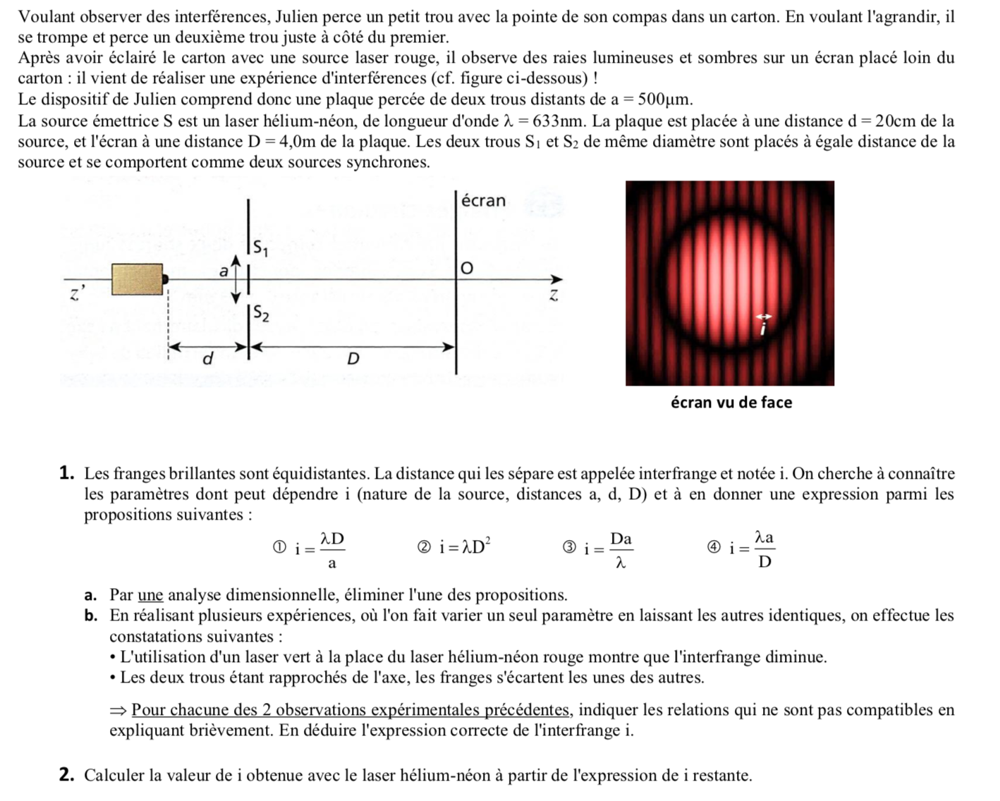 Voulant observer des interférences, Julien perce un petit trou avec la pointe de son compas dans un carton. En voulant l'agrandir, il
se trompe et perce un deuxième trou juste à côté du premier.
Après avoir éclairé le carton avec une source laser rouge, il observe des raies lumineuses et sombres sur un écran placé loin du
carton : il vient de réaliser une expérience d'interférences (cf. figure ci-dessous) !
Le dispositif de Julien comprend donc une plaque percée de deux trous distants de a = 500μm.
La source émettrice S est un laser hélium-néon, de longueur d'onde λ = 633nm. La plaque est placée à une distance d = 20cm de la
source, et l'écran à une distance D = 4,0m de la plaque. Les deux trous S₁ et S₂ de même diamètre sont placés à égale distance de la
source et se comportent comme deux sources synchrones.
écran
S₁
a
O
z'
z
S₂
d
D
i
écran vu de face
1. Les franges brillantes sont équidistantes. La distance qui les sépare est appelée interfrange et notée i. On cherche à connaître
les paramètres dont peut dépendre i (nature de la source, distances a, d, D) et à en donner une expression parmi les
propositions suivantes :
① i = λD/a ② i = λD² ③ i = Da/λ ④ i = λa/D
a. Par une analyse dimensionnelle, éliminer l'une des propositions.
b. En réalisant plusieurs expériences, où l'on fait varier un seul paramètre en laissant les autres identiques, on effectue les
constatations suivantes :
• L'utilisation d'un laser vert à la place du laser hélium-néon rouge montre que l'interfrange diminue.
• Les deux trous étant rapprochés de l'axe, les franges s'écartent les unes des autres.
⇒ Pour chacune des 2 observations expérimentales précédentes, indiquer les relations qui ne sont pas compatibles en
expliquant brièvement. En déduire l'expression correcte de l'interfrange i.
2. Calculer la valeur de i obtenue avec le laser hélium-néon à partir de l'expression de i restante.